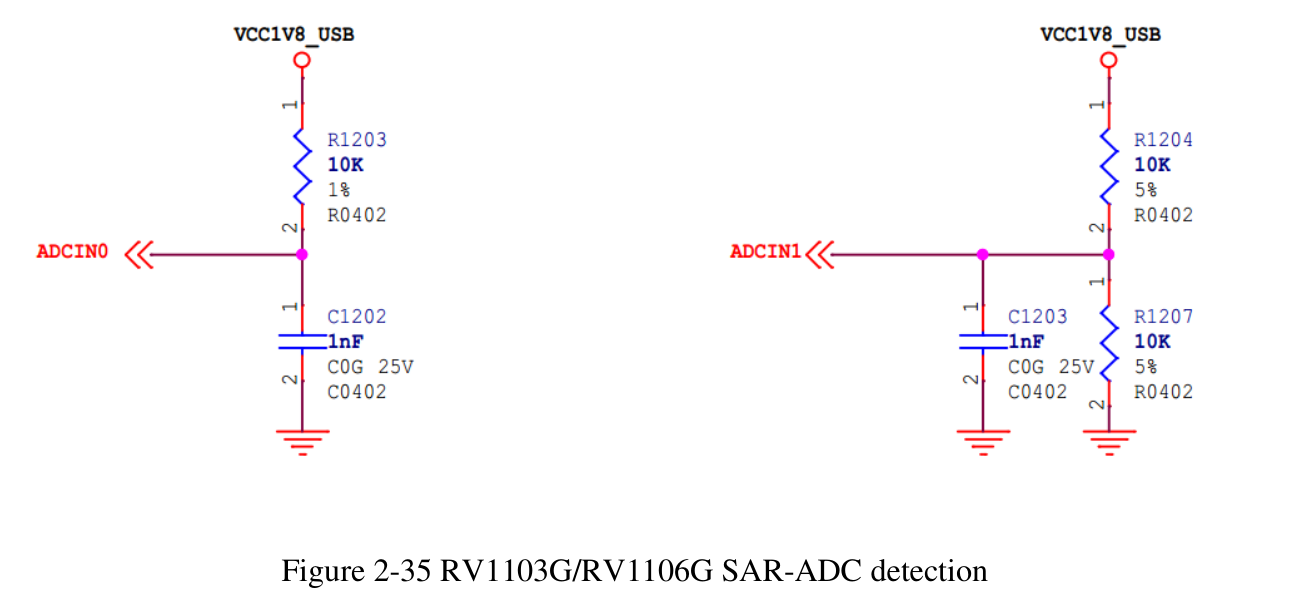 VCC1V8_USB
1
R1203
10K
1%
R0402
2
ADCIN0
1
C1202
1nF
C0G 25V
C0402
2
VCC1V8_USB
1
R1204
10K
5%
R0402
2
ADCIN1
1
C1203
1nF
C0G 25V
C0402
2
1
R1207
10K
5%
R0402
2
Figure 2-35 RV1103G/RV1106G SAR-ADC detection